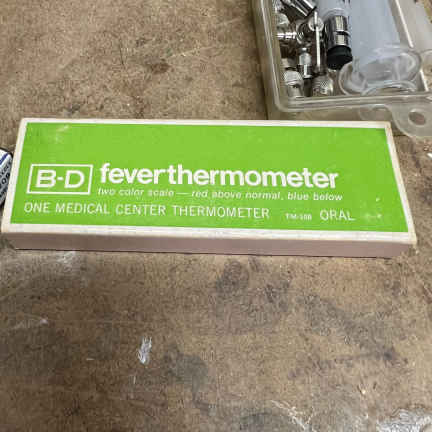 B-D feverthermometer
two color scale — red above normal, blue below
ONE MEDICAL CENTER THERMOMETER TM-108 ORAL